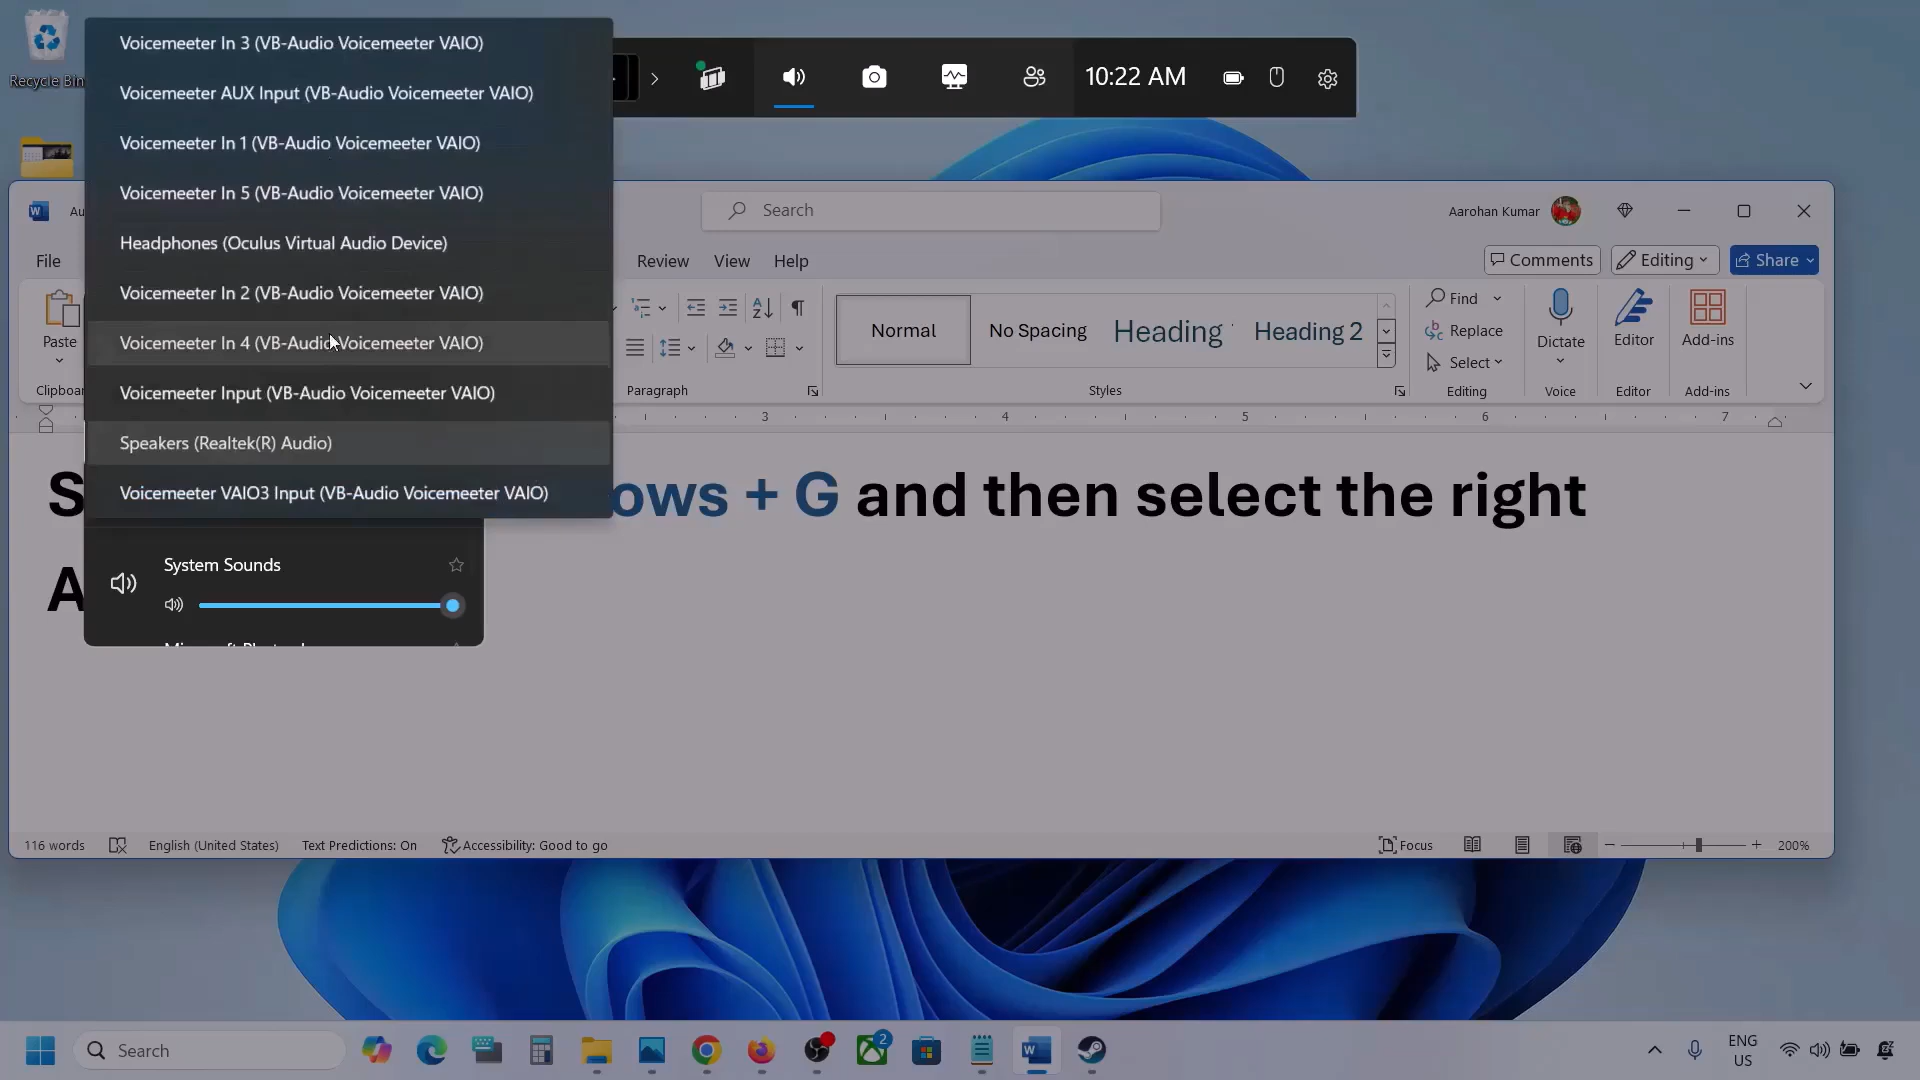 Recycle Bin
Voicemeeter In 3 (VB-Audio Voicemeeter VAIO)
Voicemeeter AUX Input (VB-Audio Voicemeeter VAIO)
Voicemeeter In 1 (VB-Audio Voicemeeter VAIO)
Voicemeeter In 5 (VB-Audio Voicemeeter VAIO)
Headphones (Oculus Virtual Audio Device)
Voicemeeter In 2 (VB-Audio Voicemeeter VAIO)
Voicemeeter In 4 (VB-Audio Voicemeeter VAIO)
Voicemeeter Input (VB-Audio Voicemeeter VAIO)
Speakers (Realtek(R) Audio)
Voicemeeter VAIO3 Input (VB-Audio Voicemeeter VAIO)
System Sounds
10:22 AM
Search
Aarohan Kumar
File
Review View Help
Comments Editing Share
Paste
Normal
No Spacing
Heading
Heading 2
Find
Replace
Select
Dictate
Editor
Add-ins
Paragraph
Styles
Editing
Voice
Editor
Add-ins
3 4 5 6 7
ows + G and then select the right
116 words English (United States) Text Predictions: On Accessibility: Good to go
Focus
200%
Search
2
ENG
US